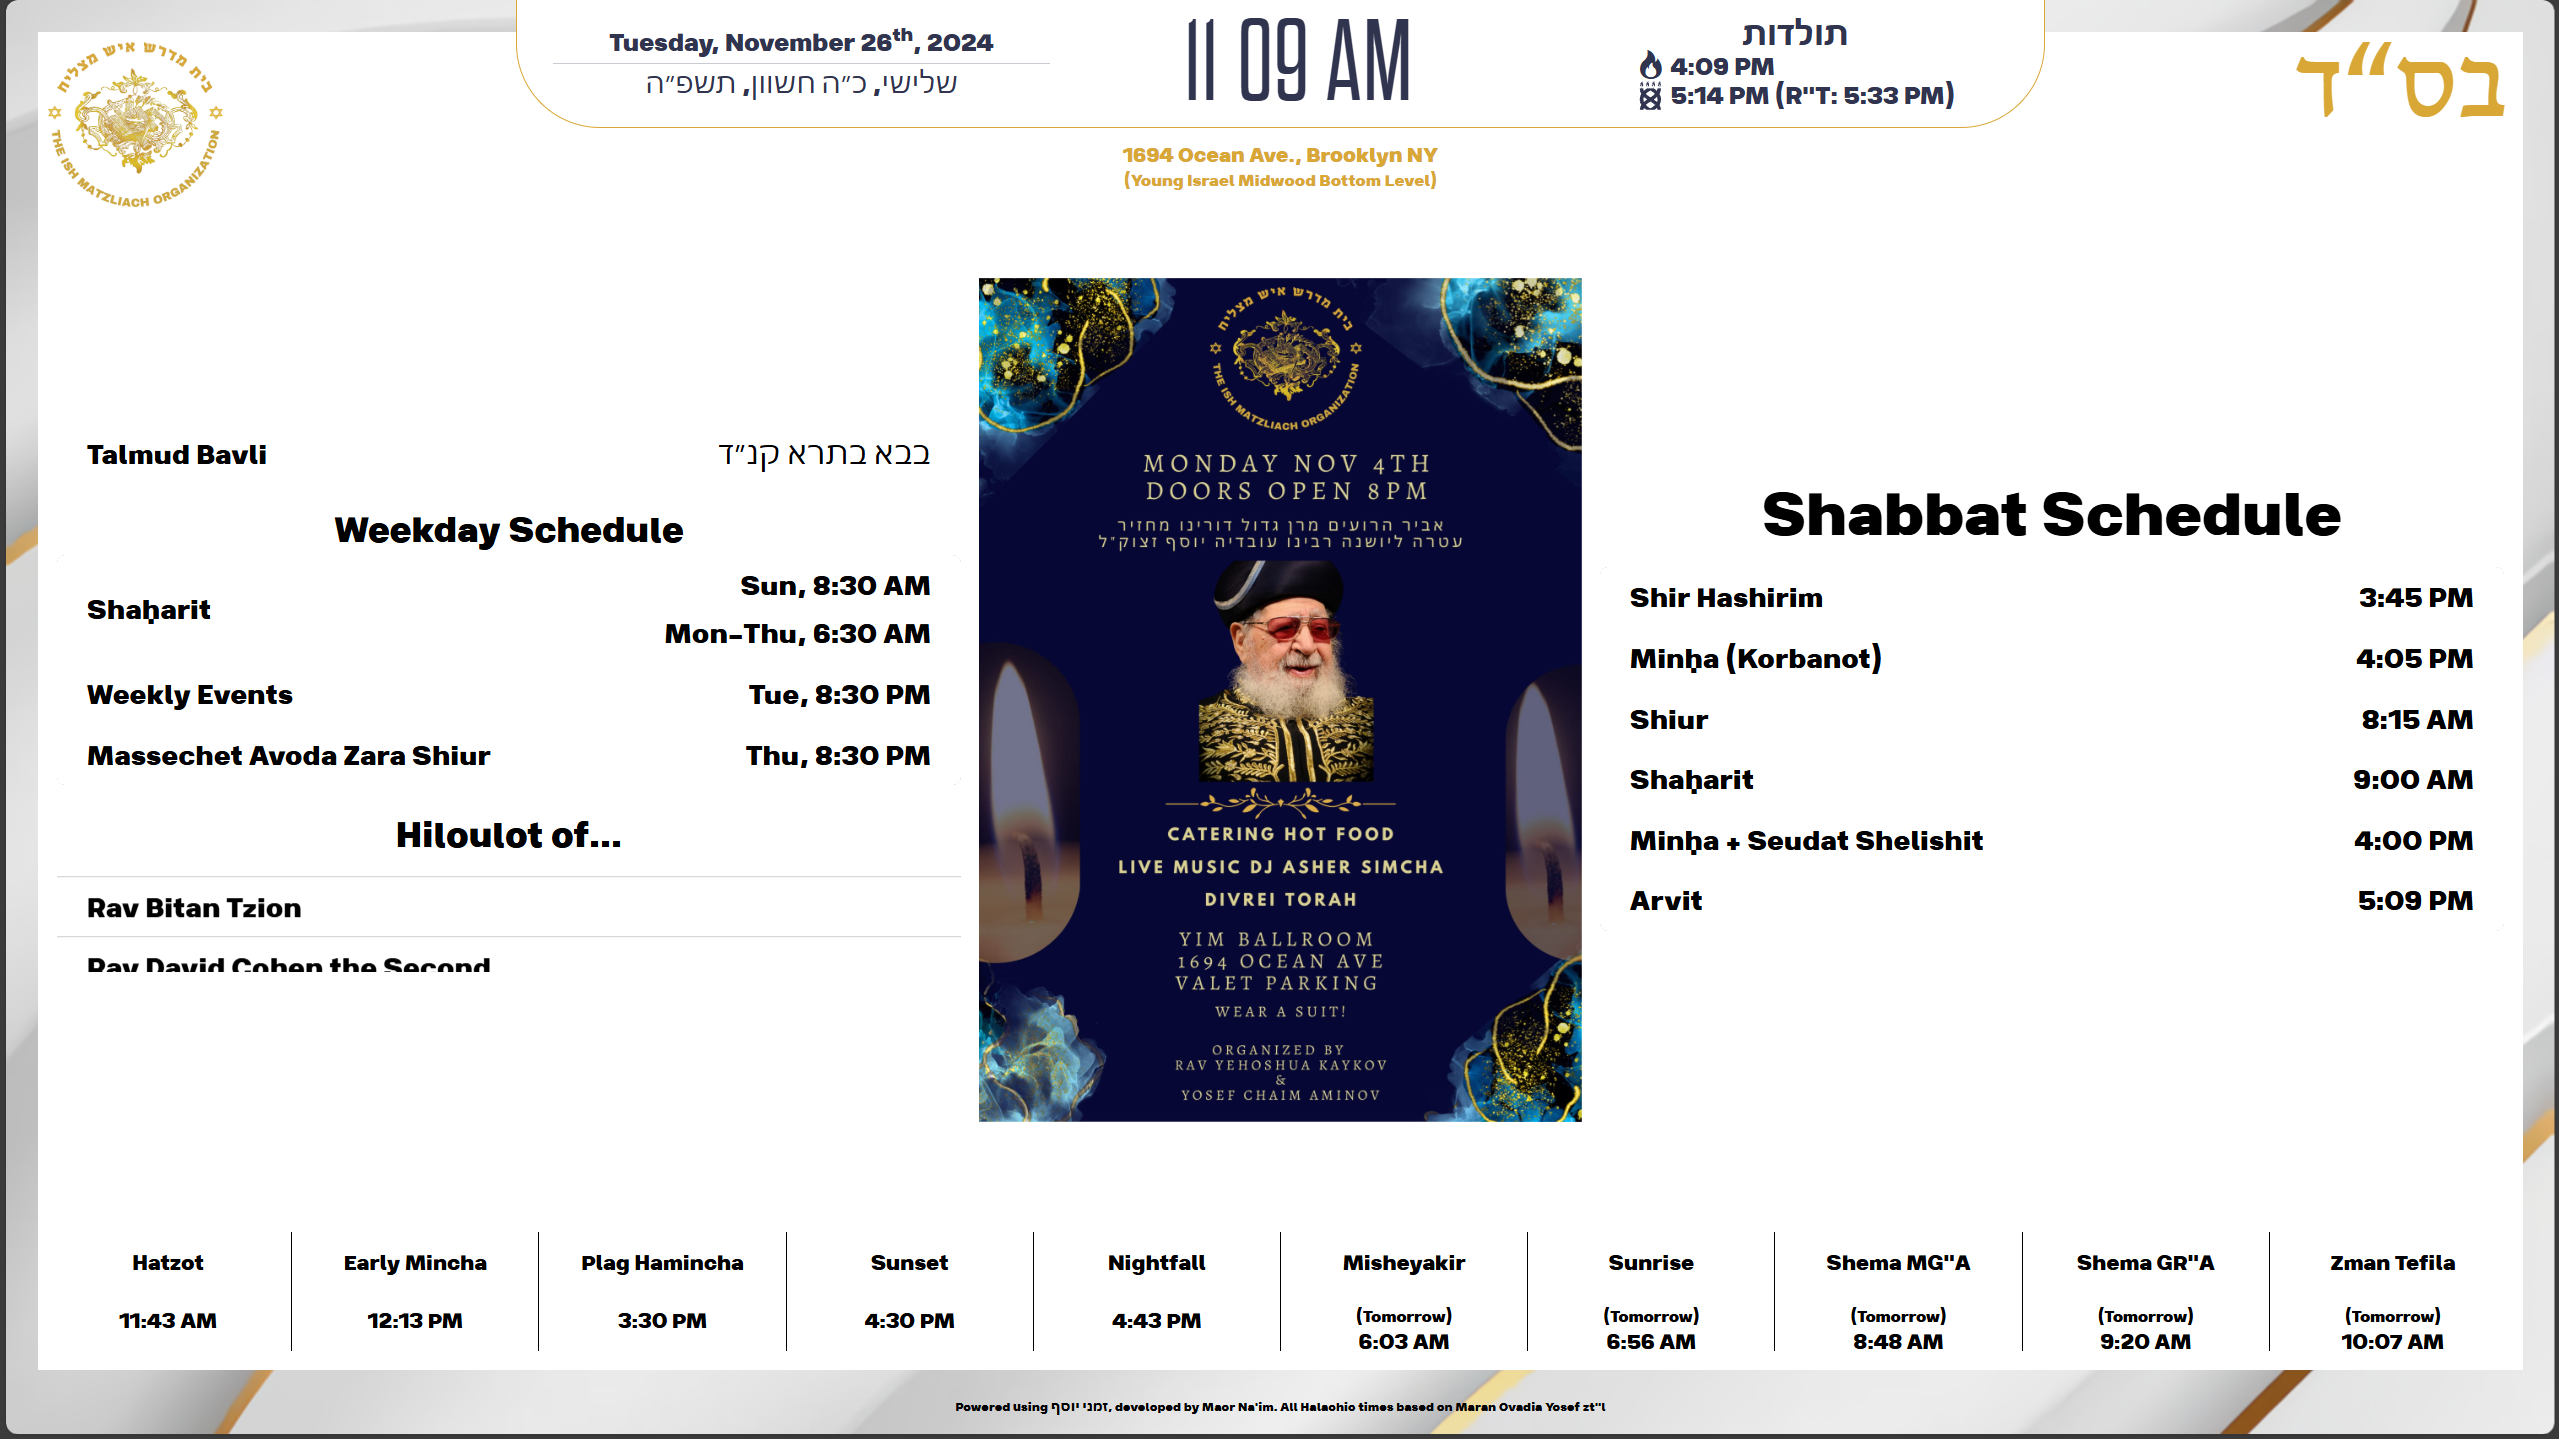 בית מדרש איש מצליח
THE ISH MATZLIACH ORGANIZATION
Tuesday, November 26th, 2024
שלישי, כ״ה חשוון, תשפ״ה
11 09 AM
תולדות
4:09 PM
5:14 PM (R"T: 5:33 PM)
בס“ד
1694 Ocean Ave., Brooklyn NY
(Young Israel Midwood Bottom Level)
Talmud Bavli בבא בתרא קנ״ד
Weekday Schedule
Shaḥarit Sun, 8:30 AM
Mon-Thu, 6:30 AM
Weekly Events Tue, 8:30 PM
Massechet Avoda Zara Shiur Thu, 8:30 PM
Hiloulot of...
Rav Bitan Tzion
Rav David Cohen the Second
בית מדרש איש מצליח
THE ISH MATZLIACH ORGANIZATION
MONDAY NOV 4TH
DOORS OPEN 8PM
אביר הרועים מרן גדול דורינו מחזיר
עטרה ליושנה רבינו עובדיה יוסף זצוק"ל
CATERING HOT FOOD
LIVE MUSIC DJ ASHER SIMCHA
DIVREI TORAH
YIM BALLROOM
1694 OCEAN AVE
VALET PARKING
WEAR A SUIT!
ORGANIZED BY
RAV YEHOSHUA KAYKOV
&
YOSEF CHAIM AMINOV
Shabbat Schedule
Shir Hashirim 3:45 PM
Minḥa (Korbanot) 4:05 PM
Shiur 8:15 AM
Shaḥarit 9:00 AM
Minḥa + Seudat Shelishit 4:00 PM
Arvit 5:09 PM
Hatzot
11:43 AM
Early Mincha
12:13 PM
Plag Hamincha
3:30 PM
Sunset
4:30 PM
Nightfall
4:43 PM
Misheyakir
(Tomorrow)
6:03 AM
Sunrise
(Tomorrow)
6:56 AM
Shema MG"A
(Tomorrow)
8:48 AM
Shema GR"A
(Tomorrow)
9:20 AM
Zman Tefila
(Tomorrow)
10:07 AM
Powered using זמני יוסף, developed by Maor Na'im. All Halachic times based on Maran Ovadia Yosef zt"l